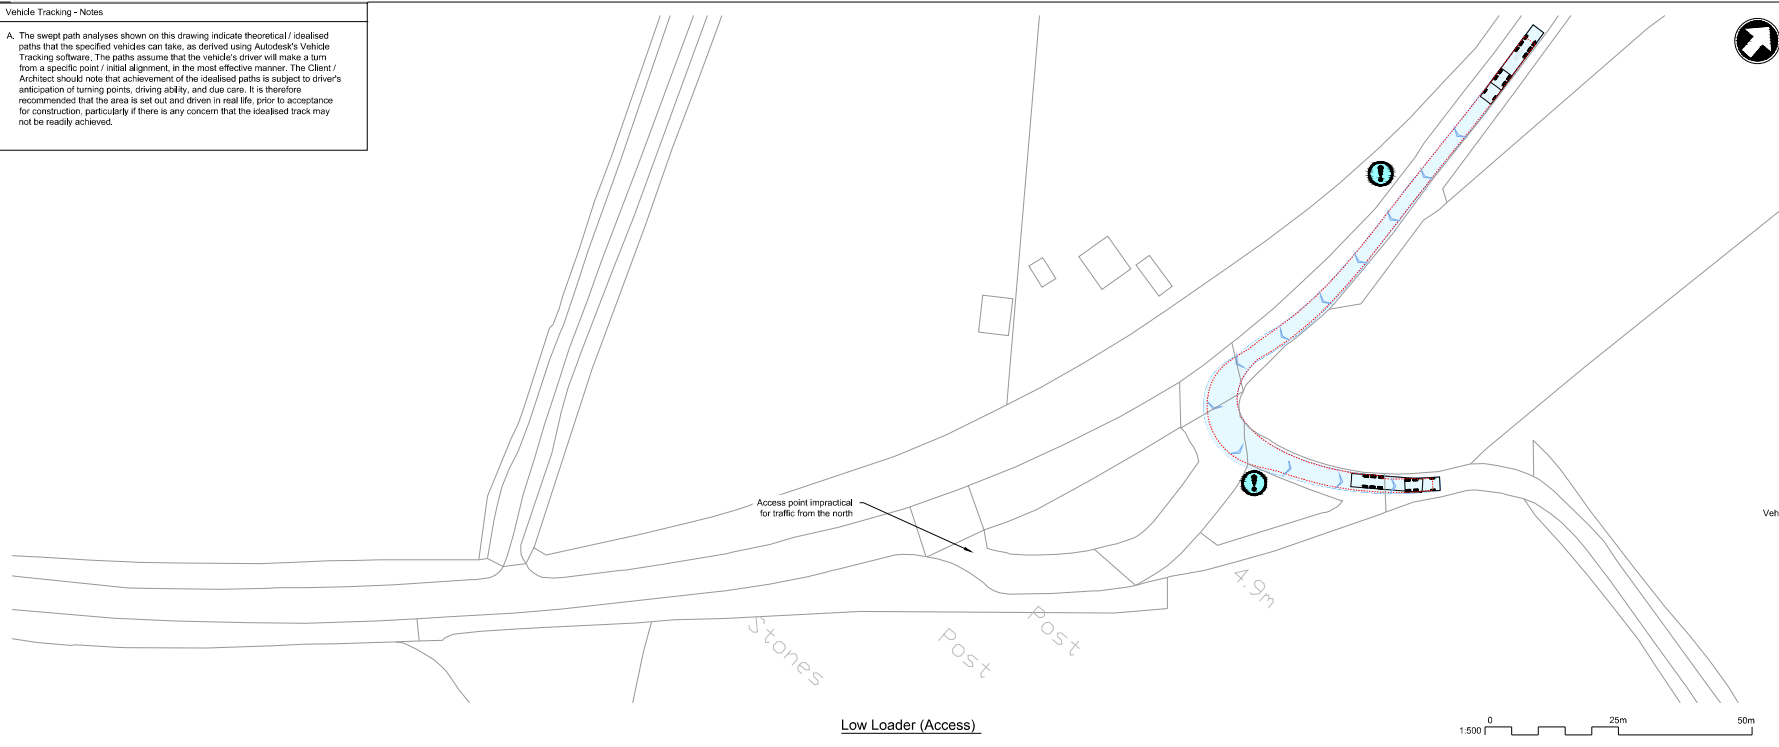 Vehicle Tracking - Notes
A. The swept path analyses shown on this drawing indicate theoretical / idealised
paths that the specified vehicles can take, as derived using Autodesk's Vehicle
Tracking software. The paths assume that the vehicle's driver will make a turn
from a specific point / initial alignment, in the most effective manner. The Client /
Architect should note that achievement of the idealised paths is subject to driver's
anticipation of turning points, driving ability, and due care. It is therefore
recommended that the area is set out and driven in real life, prior to acceptance
for construction, particularly if there is any concern that the idealised track may
not be readily achieved.
Access point impractical
for traffic from the north
Veh
4.9m
Post
Post
Stones
Low Loader (Access)
1:500
0
25m
50m